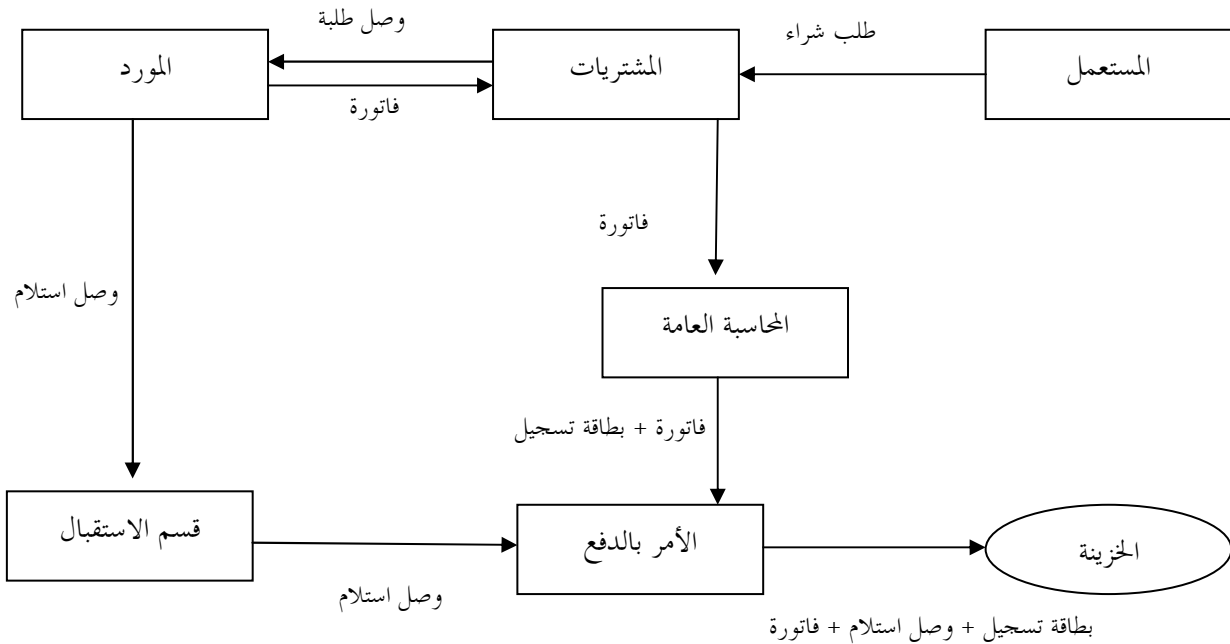 وصل طلبة
طلب شراء
المستعمل
المشتريات
المورد
فاتورة
فاتورة
وصل استلام
المحاسبة العامة
فاتورة + بطاقة تسجيل
قسم الاستقبال
الأمر بالدفع
الخزينة
وصل استلام
بطاقة تسجيل + وصل استلام + فاتورة